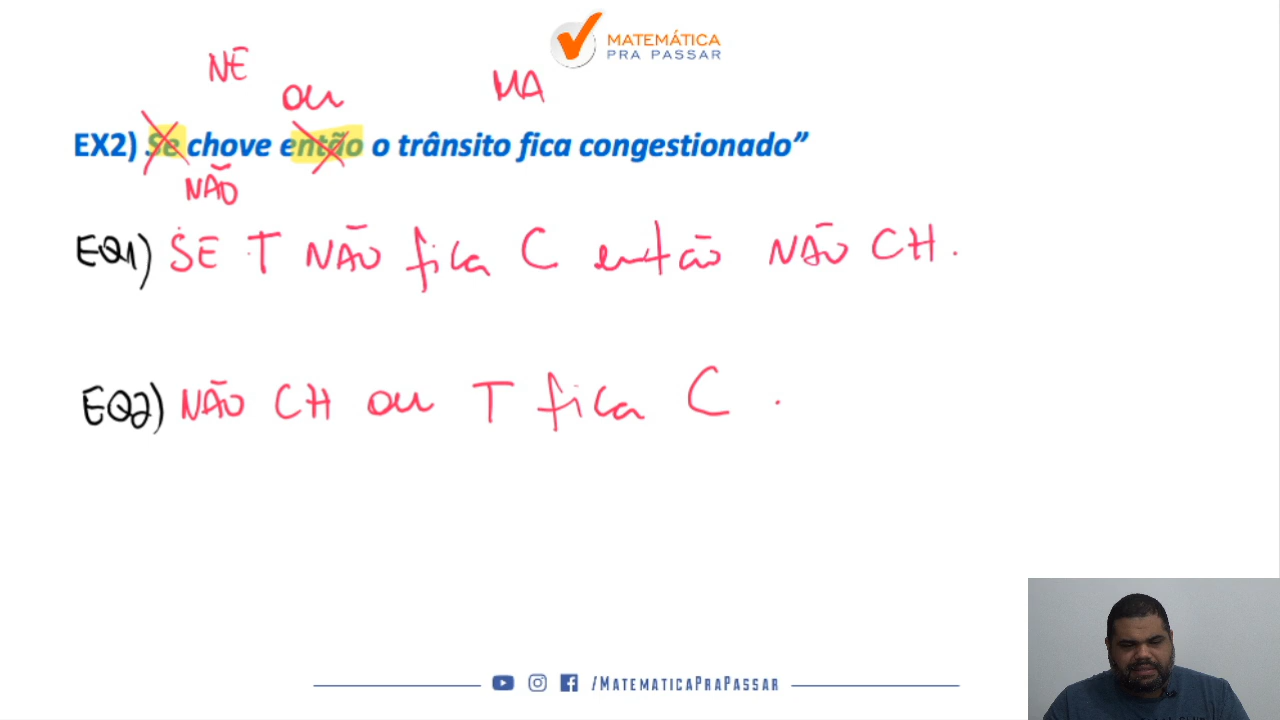 MATEMÁTICA
PRA PASSAR
NE
ou
MA
EX2) Se chove então o trânsito fica congestionado”
NÃO
EQ1) SE T NÃO fica C então NÃO CH.
EQ2) NÃO CH ou T fica C.
/MATEMATICAPRAPASSAR